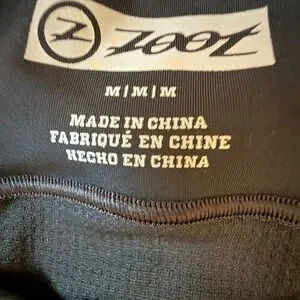 Z ZOOT
M|M|M
MADE IN CHINA
FABRIQUÉ EN CHINE
HECHO EN CHINA